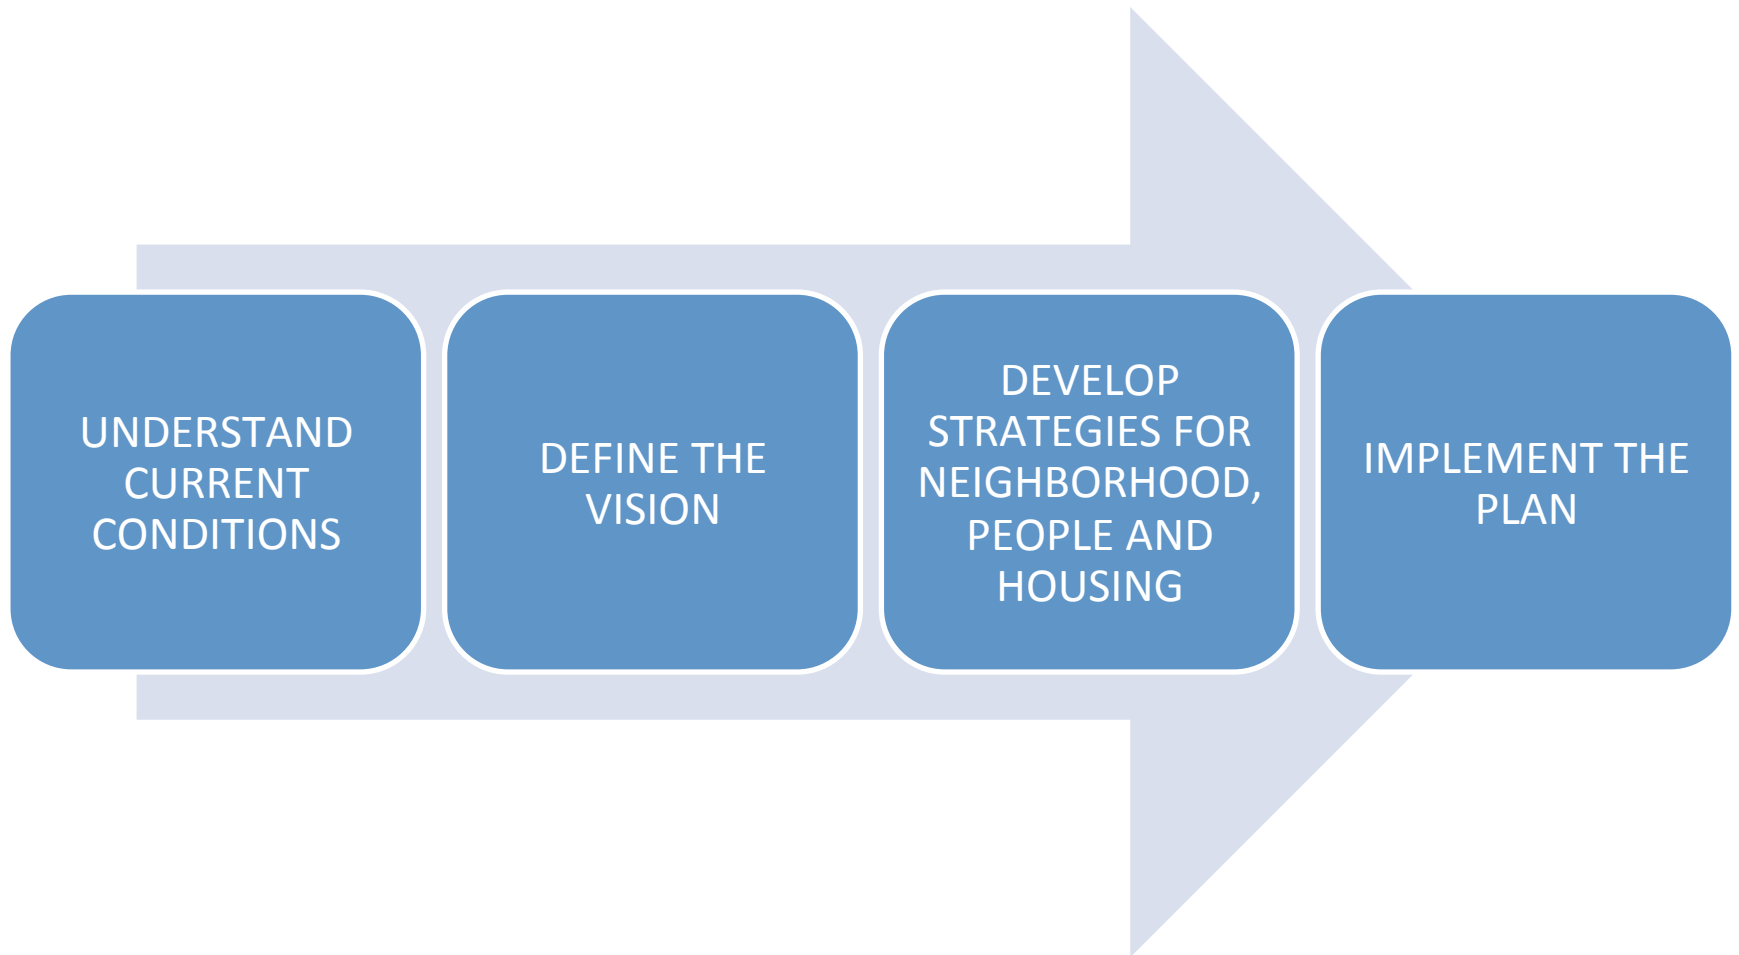 UNDERSTAND
CURRENT
CONDITIONS
DEFINE THE
VISION
DEVELOP
STRATEGIES FOR
NEIGHBORHOOD,
PEOPLE AND
HOUSING
IMPLEMENT THE
PLAN